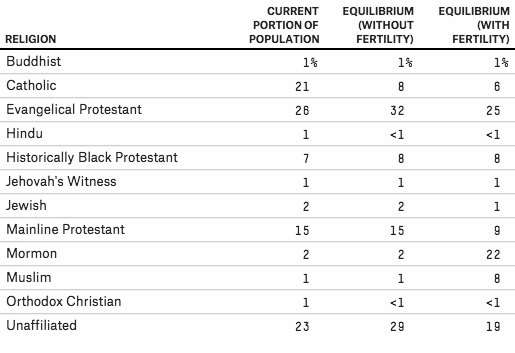 RELIGION CURRENT PORTION OF POPULATION EQUILIBRIUM (WITHOUT FERTILITY) EQUILIBRIUM (WITH FERTILITY)
Buddhist 1% 1% 1%
Catholic 21 8 6
Evangelical Protestant 26 32 25
Hindu 1 <1 <1
Historically Black Protestant 7 8 8
Jehovah's Witness 1 1 1
Jewish 2 2 1
Mainline Protestant 15 15 9
Mormon 2 2 22
Muslim 1 1 8
Orthodox Christian 1 <1 <1
Unaffiliated 23 29 19